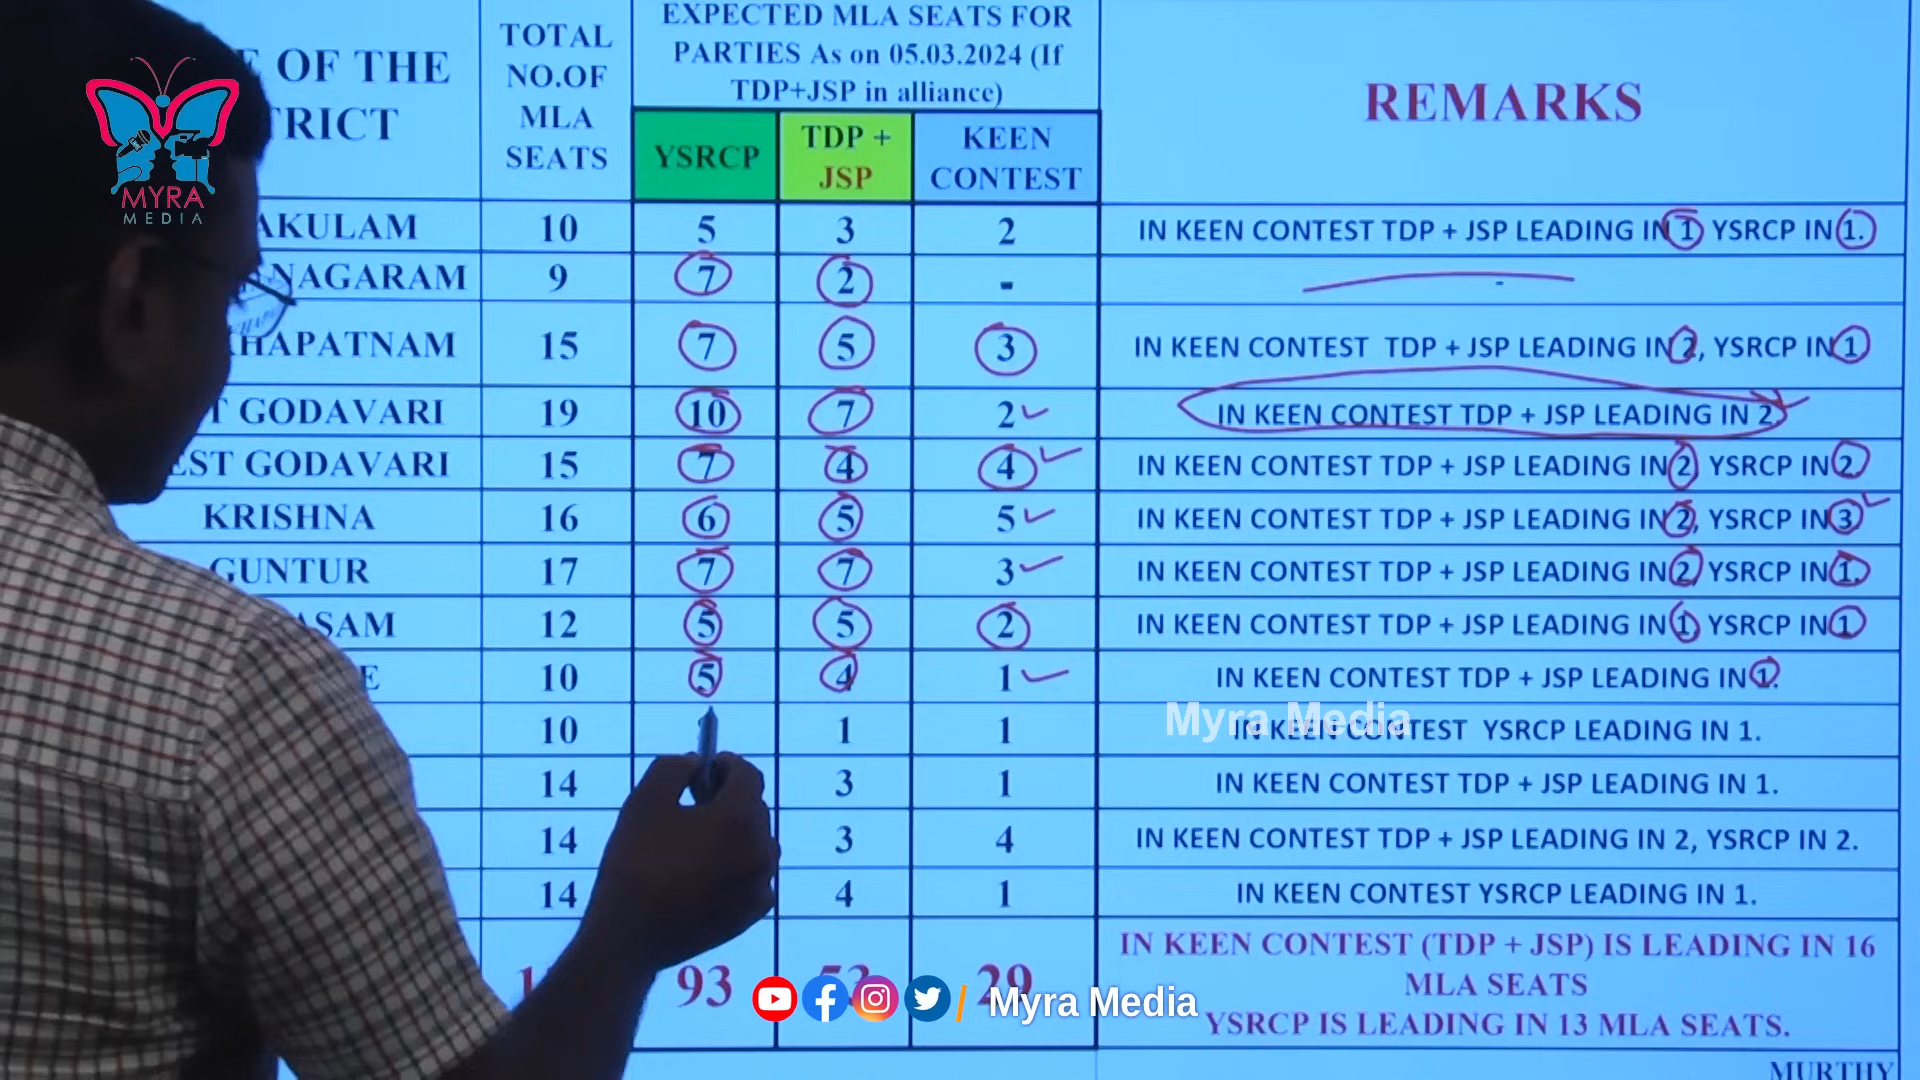 E OF THE
TRICT
TOTAL
NO.OF
MLA
SEATS
EXPECTED MLA SEATS FOR
PARTIES As on 05.03.2024 (If
TDP+JSP in alliance)
YSRCP
TDP +
JSP
KEEN
CONTEST
REMARKS
MYRA
MEDIA
AKULAM 10 5 3 2 IN KEEN CONTEST TDP + JSP LEADING IN 1 YSRCP IN 1.
NAGARAM 9 7 2 - -
HAPATNAM 15 7 5 3 IN KEEN CONTEST TDP + JSP LEADING IN 2, YSRCP IN 1
T GODAVARI 19 10 7 2 IN KEEN CONTEST TDP + JSP LEADING IN 2.
EST GODAVARI 15 7 4 4 IN KEEN CONTEST TDP + JSP LEADING IN 2, YSRCP IN 2.
KRISHNA 16 6 5 5 IN KEEN CONTEST TDP + JSP LEADING IN 2, YSRCP IN 3
GUNTUR 17 7 7 3 IN KEEN CONTEST TDP + JSP LEADING IN 2, YSRCP IN 1.
ASAM 12 5 5 2 IN KEEN CONTEST TDP + JSP LEADING IN 1, YSRCP IN 1
E 10 5 4 1 IN KEEN CONTEST TDP + JSP LEADING IN 1.
Myra Media
10 1 1 IN KEEN CONTEST YSRCP LEADING IN 1.
14 3 1 IN KEEN CONTEST TDP + JSP LEADING IN 1.
14 3 4 IN KEEN CONTEST TDP + JSP LEADING IN 2, YSRCP IN 2.
14 4 1 IN KEEN CONTEST YSRCP LEADING IN 1.
93 53 29
IN KEEN CONTEST (TDP + JSP) IS LEADING IN 16
MLA SEATS
YSRCP IS LEADING IN 13 MLA SEATS.
/ Myra Media
MURTHY